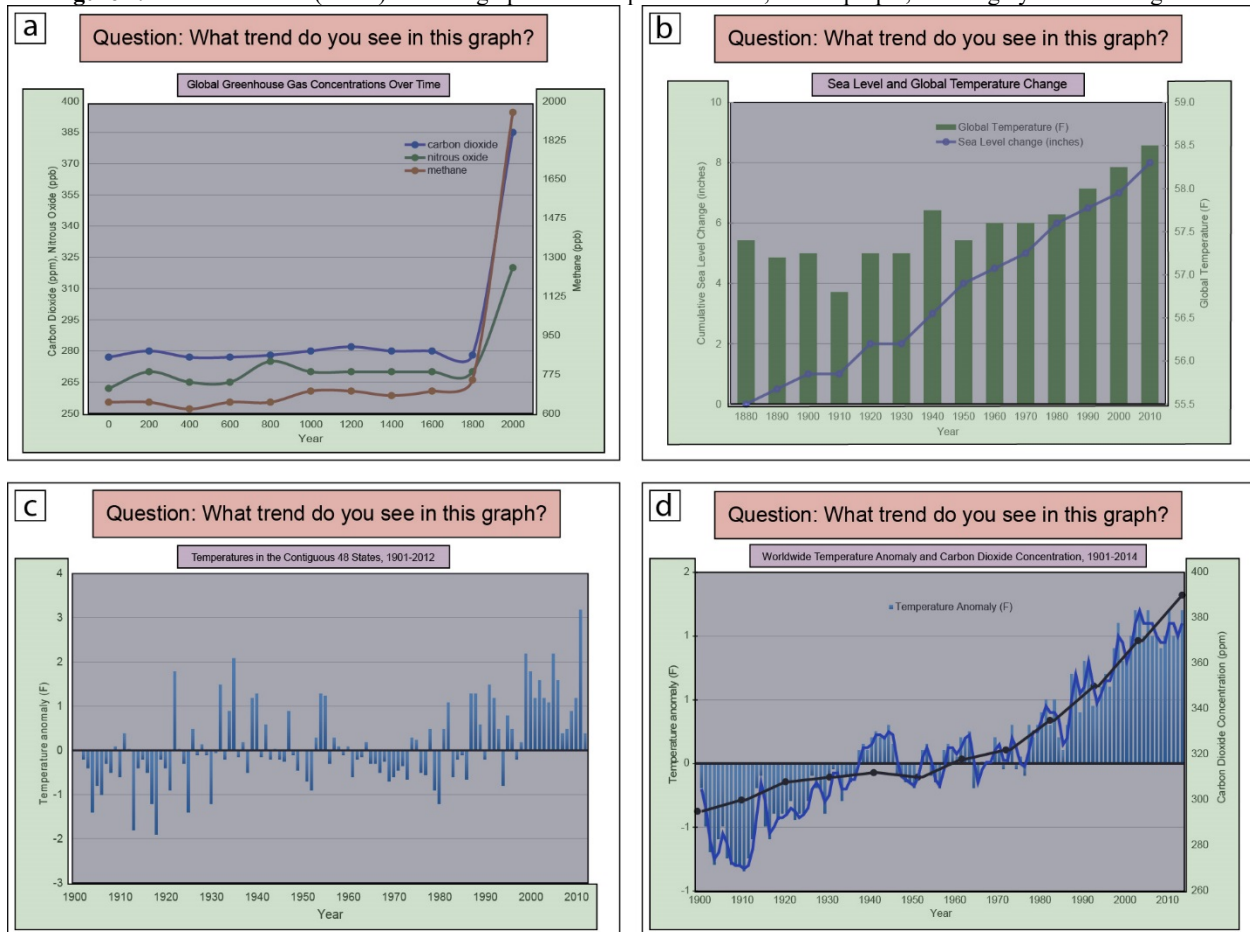 a
Question: What trend do you see in this graph?
Global Greenhouse Gas Concentrations Over Time
carbon dioxide
nitrous oxide
methane
Carbon Dioxide (ppm), Nitrous Oxide (ppb)
400
385
370
355
340
325
310
295
280
265
250
Methane (ppb)
2000
1825
1650
1475
1300
1125
950
775
600
0 200 400 600 800 1000 1200 1400 1600 1800 2000
Year
b
Question: What trend do you see in this graph?
Sea Level and Global Temperature Change
Global Temperature (F)
Sea Level change (inches)
Cumulative Sea Level Change (inches)
10
8
6
4
2
0
Global Temperature (F)
59.0
58.5
58.0
57.5
57.0
56.5
56.0
55.5
1880 1890 1900 1910 1920 1930 1940 1950 1960 1970 1980 1990 2000 2010
Year
c
Question: What trend do you see in this graph?
Temperatures in the Contiguous 48 States, 1901-2012
Temperature anomaly (F)
4
3
2
1
0
-1
-2
-3
1900 1910 1920 1930 1940 1950 1960 1970 1980 1990 2000 2010
Year
d
Question: What trend do you see in this graph?
Worldwide Temperature Anomaly and Carbon Dioxide Concentration, 1901-2014
Temperature Anomaly (F)
Temperature anomaly (F)
2
1
1
0
-1
-1
Carbon Dioxide Concentration (ppm)
400
380
360
340
320
300
280
260
1900 1910 1920 1930 1940 1950 1960 1970 1980 1990 2000 2010
Year